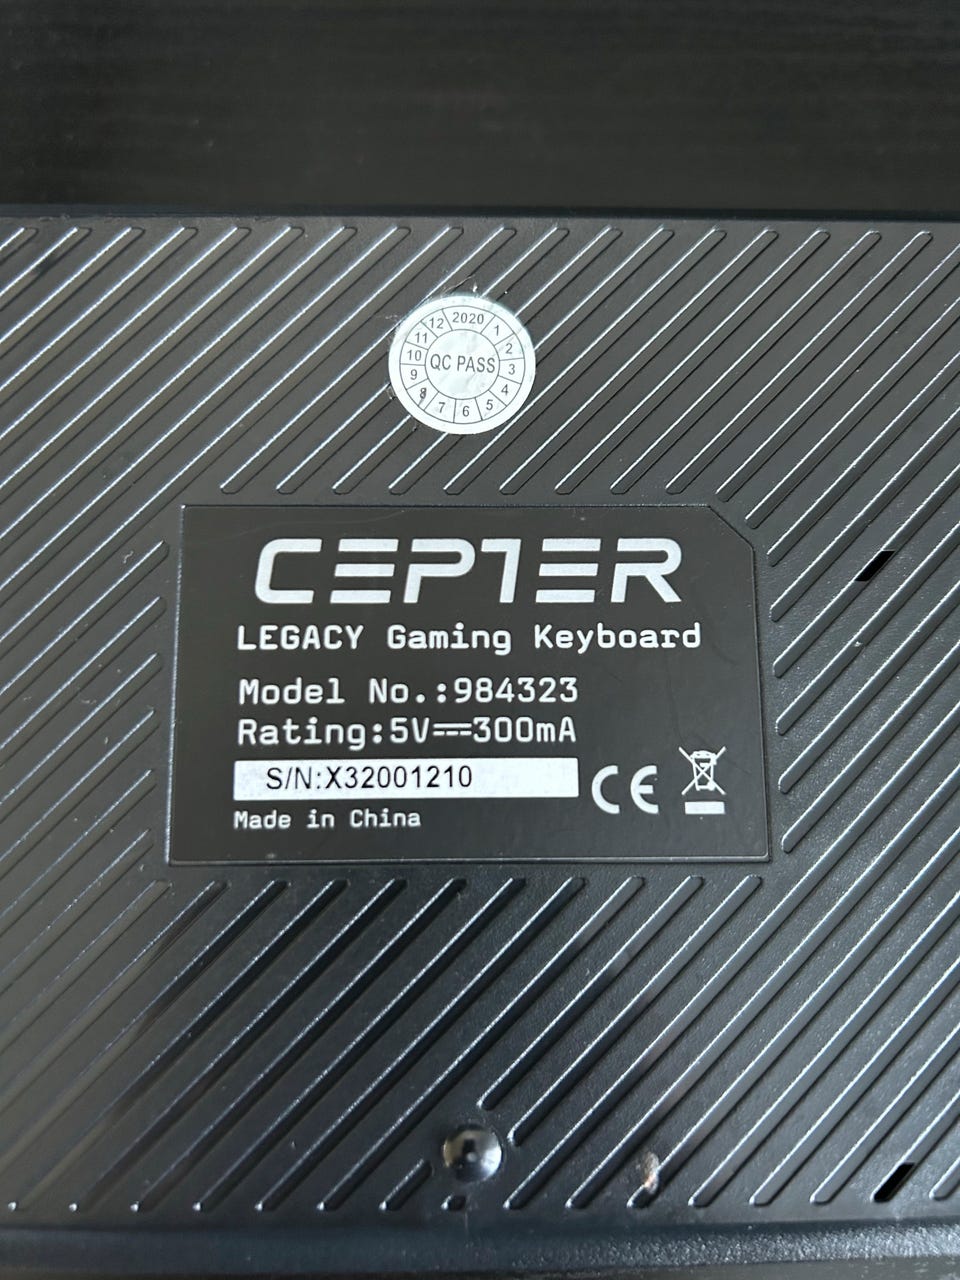 2020
1
2
3
4
5
6
7
8
9
10
11
12
QC PASS
CEPTER
LEGACY Gaming Keyboard
Model No.:984323
Rating:5V⎓300mA
S/N:X32001210
CE
Made in China